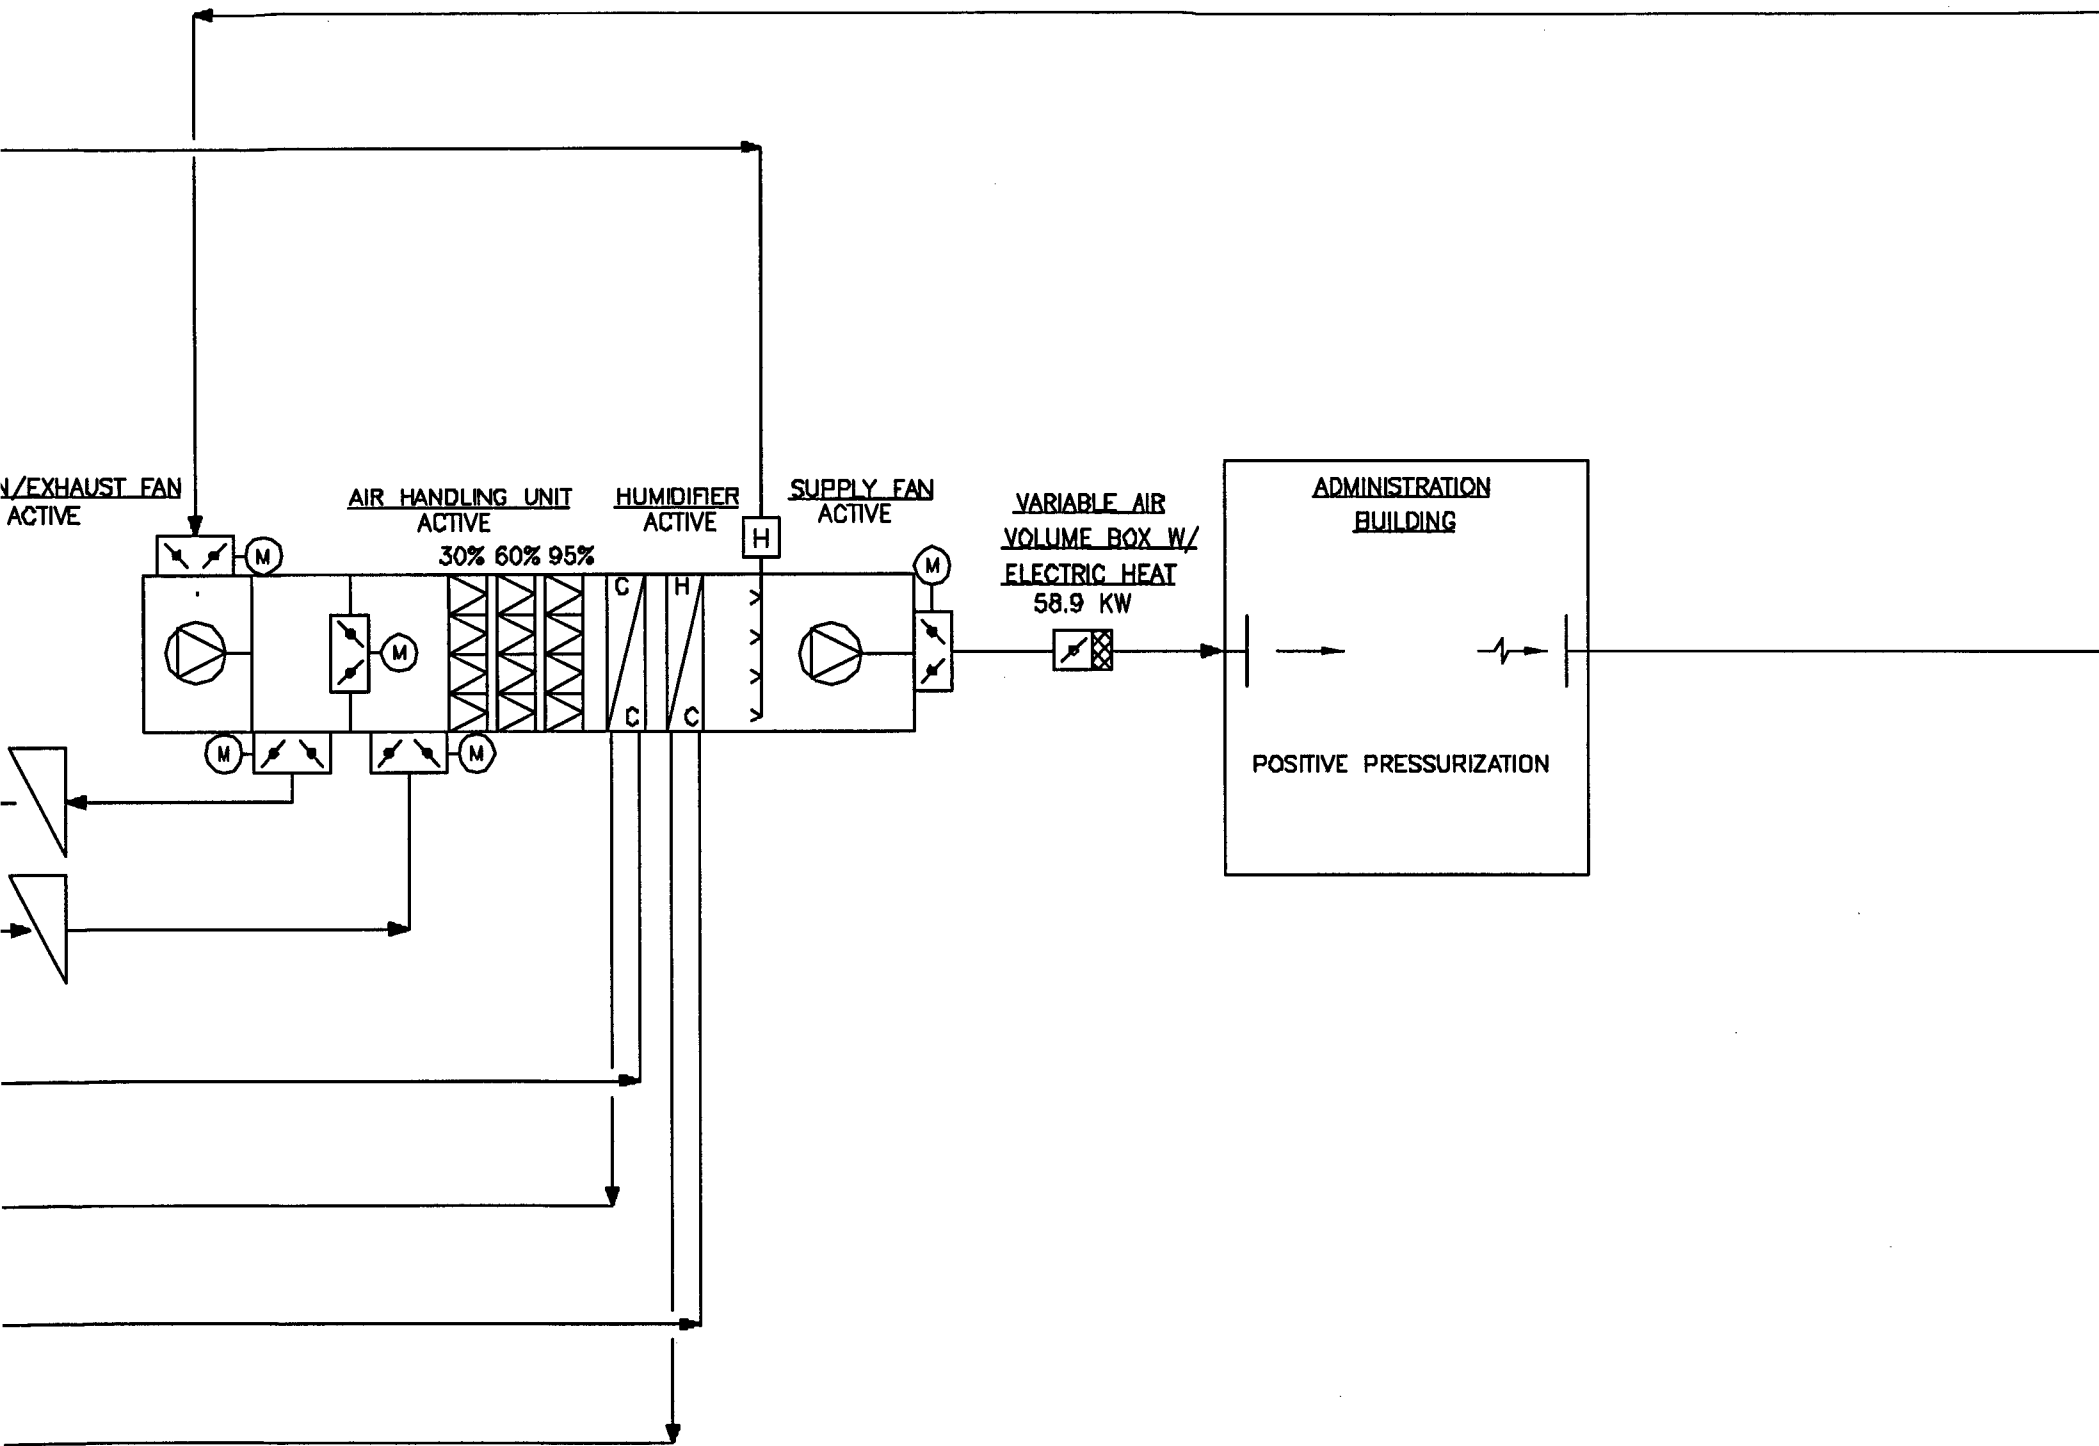 /EXHAUST FAN
ACTIVE
AIR HANDLING UNIT
ACTIVE
30% 60% 95%
HUMIDIFIER
ACTIVE
SUPPLY FAN
ACTIVE
VARIABLE AIR
VOLUME BOX W/
ELECTRIC HEAT
58.9 KW
ADMINISTRATION
BUILDING
H
M
M
C
H
M
M
C
C
POSITIVE PRESSURIZATION
M
M